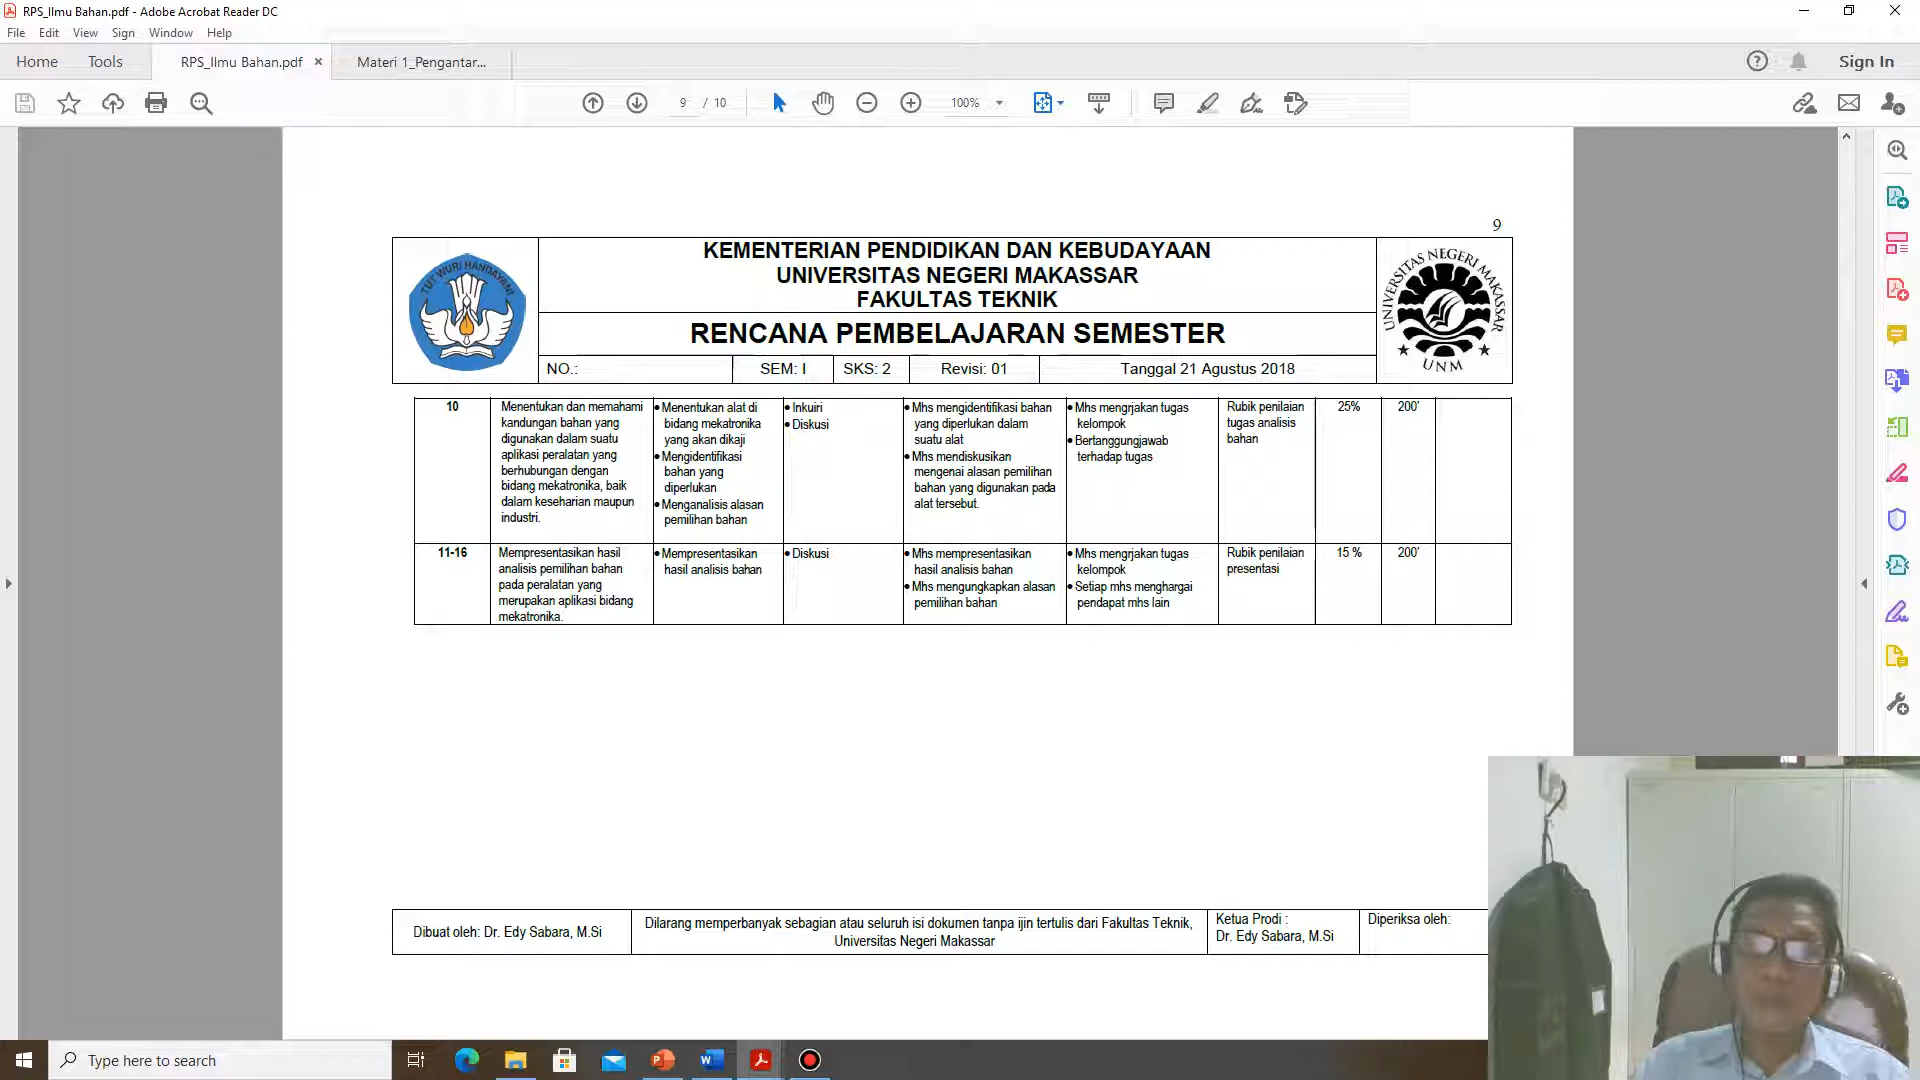 RPS_Ilmu Bahan.pdf - Adobe Acrobat Reader DC
File Edit View Sign Window Help
Home Tools RPS_Ilmu Bahan.pdf × Materi 1_Pengantar... Sign In
9 / 10 100%
9
TUT WURI HANDAYANI
KEMENTERIAN PENDIDIKAN DAN KEBUDAYAAN
UNIVERSITAS NEGERI MAKASSAR
FAKULTAS TEKNIK
RENCANA PEMBELAJARAN SEMESTER
NO.: SEM: I SKS: 2 Revisi: 01 Tanggal 21 Agustus 2018
UNIVERSITAS NEGERI MAKASSAR
UNM
10
Menentukan dan memahami
kandungan bahan yang
digunakan dalam suatu
aplikasi peralatan yang
berhubungan dengan
bidang mekatronika, baik
dalam keseharian maupun
industri.
• Menentukan alat di
bidang mekatronika
yang akan dikaji
• Mengidentifikasi
bahan yang
diperlukan
• Menganalisis alasan
pemilihan bahan
• Inkuiri
• Diskusi
• Mhs mengidentifikasi bahan
yang diperlukan dalam
suatu alat
• Mhs mendiskusikan
mengenai alasan pemilihan
bahan yang digunakan pada
alat tersebut.
• Mhs mengrjakan tugas
kelompok
• Bertanggungjawab
terhadap tugas
Rubik penilaian
tugas analisis
bahan
25%
200'
11-16
Mempresentasikan hasil
analisis pemilihan bahan
pada peralatan yang
merupakan aplikasi bidang
mekatronika.
• Mempresentasikan
hasil analisis bahan
• Diskusi
• Mhs mempresentasikan
hasil analisis bahan
• Mhs mengungkapkan alasan
pemilihan bahan
• Mhs mengrjakan tugas
kelompok
• Setiap mhs menghargai
pendapat mhs lain
Rubik penilaian
presentasi
15 %
200'
Dibuat oleh: Dr. Edy Sabara, M.Si
Dilarang memperbanyak sebagian atau seluruh isi dokumen tanpa ijin tertulis dari Fakultas Teknik,
Universitas Negeri Makassar
Ketua Prodi :
Dr. Edy Sabara, M.Si
Diperiksa oleh:
Type here to search